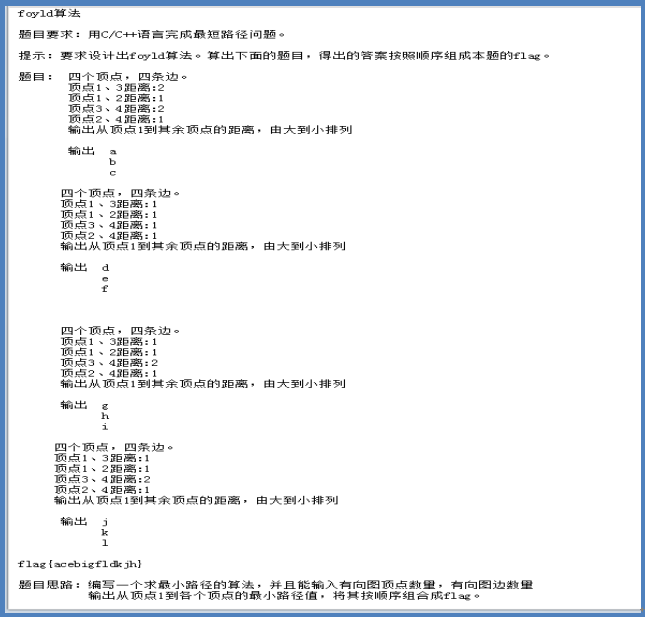 foyld算法
题目要求：用C/C++语言完成最短路径问题。
提示：要求设计出foyld算法。算出下面的题目，得出的答案按照顺序组成本题的flag。
题目： 四个顶点，四条边。
顶点1、3距离:2
顶点1、2距离:1
顶点3、4距离:2
顶点2、4距离:1
输出从顶点1到其余顶点的距离，由大到小排列
输出 a
b
c
四个顶点，四条边。
顶点1、3距离:1
顶点1、2距离:1
顶点3、4距离:1
顶点2、4距离:1
输出从顶点1到其余顶点的距离，由大到小排列
输出 d
e
f
四个顶点，四条边。
顶点1、3距离:1
顶点1、2距离:1
顶点3、4距离:2
顶点2、4距离:1
输出从顶点1到其余顶点的距离，由大到小排列
输出 g
h
i
四个顶点，四条边。
顶点1、3距离:1
顶点1、2距离:1
顶点3、4距离:2
顶点2、4距离:1
输出从顶点1到其余顶点的距离，由大到小排列
输出 j
k
l
flag{acebigfldkjh}
题目思路：编写一个求最小路径的算法，并且能输入有向图顶点数量，有向图边数量
输出从顶点1到各个顶点的最小路径值，将其按顺序组合成flag。